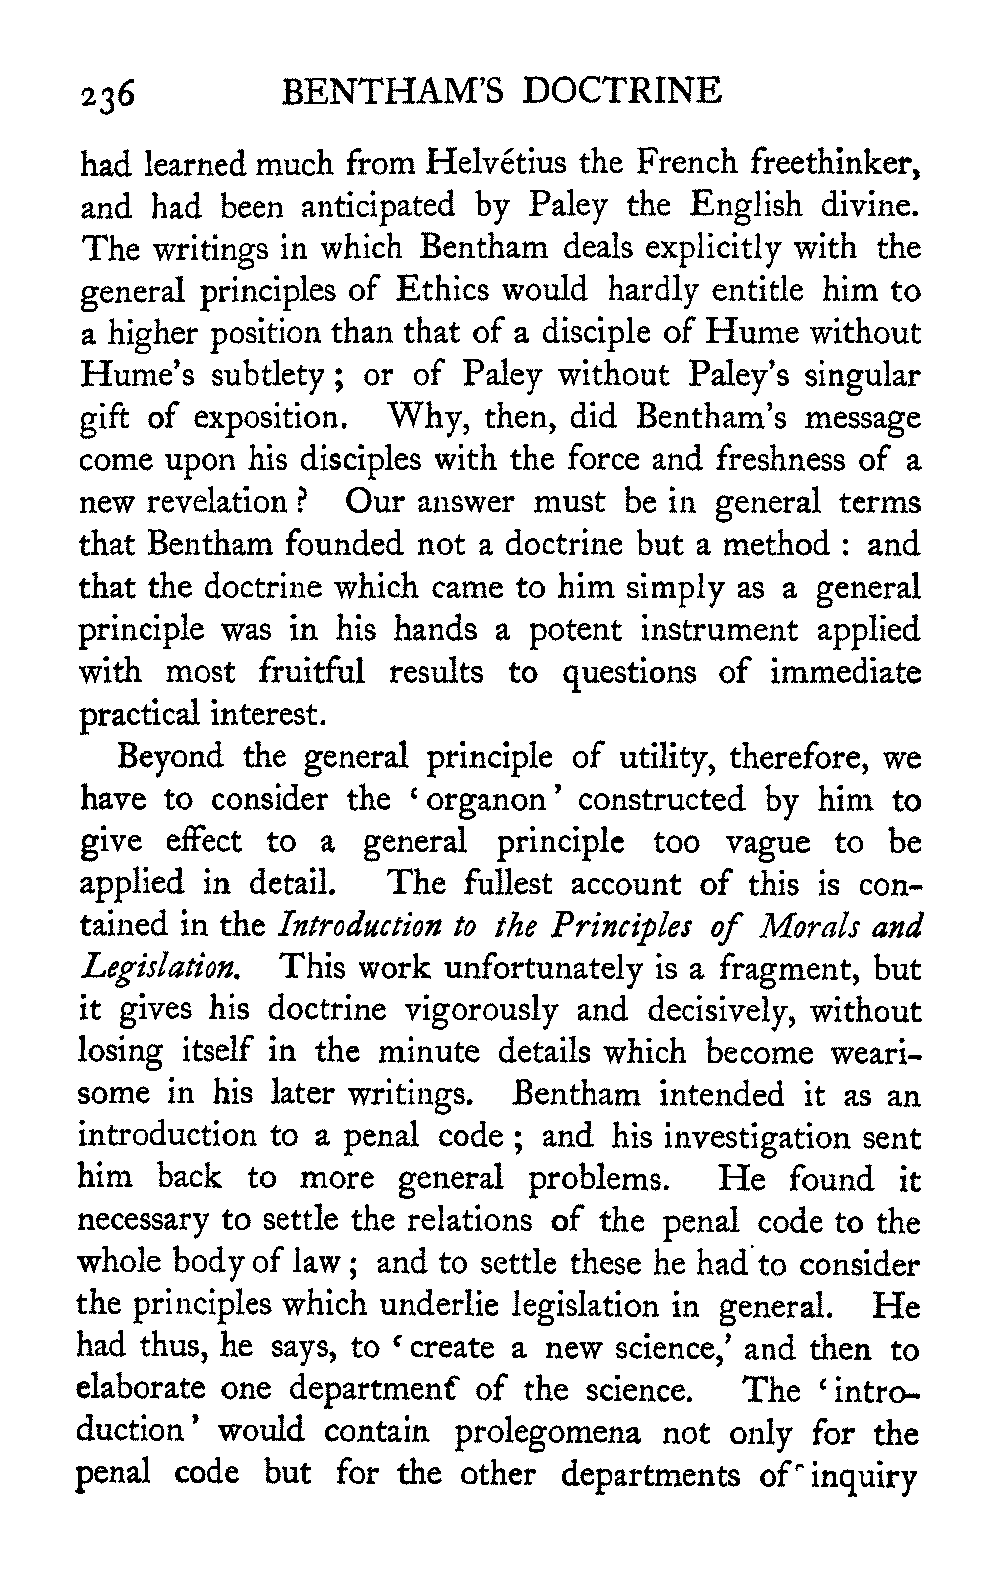 236 BENTHAM'S DOCTRINE
had learned much from Helvétius the French freethinker,
and had been anticipated by Paley the English divine.
The writings in which Bentham deals explicitly with the
general principles of Ethics would hardly entitle him to
a higher position than that of a disciple of Hume without
Hume's subtlety ; or of Paley without Paley's singular
gift of exposition. Why, then, did Bentham's message
come upon his disciples with the force and freshness of a
new revelation ? Our answer must be in general terms
that Bentham founded not a doctrine but a method : and
that the doctrine which came to him simply as a general
principle was in his hands a potent instrument applied
with most fruitful results to questions of immediate
practical interest.
Beyond the general principle of utility, therefore, we
have to consider the ‘ organon ’ constructed by him to
give effect to a general principle too vague to be
applied in detail. The fullest account of this is con-
tained in the Introduction to the Principles of Morals and
Legislation. This work unfortunately is a fragment, but
it gives his doctrine vigorously and decisively, without
losing itself in the minute details which become weari-
some in his later writings. Bentham intended it as an
introduction to a penal code ; and his investigation sent
him back to more general problems. He found it
necessary to settle the relations of the penal code to the
whole body of law ; and to settle these he had to consider
the principles which underlie legislation in general. He
had thus, he says, to ‘ create a new science,’ and then to
elaborate one department of the science. The ‘ intro-
duction ’ would contain prolegomena not only for the
penal code but for the other departments of inquiry